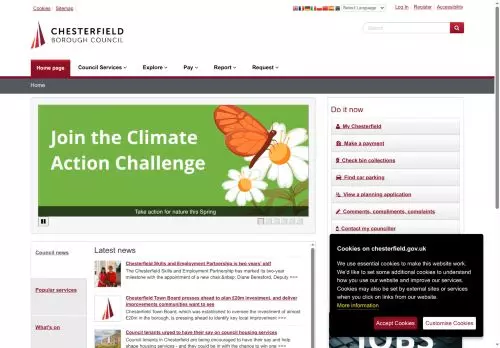 Cookies Sitemap
Select Language
Log In Register Accessibility
CHESTERFIELD
BOROUGH COUNCIL
Search
Home page Council Services Explore Pay Report Request
Home
Join the Climate
Action Challenge
Take action for nature this Spring
Do it now
My Chesterfield
Make a payment
Check bin collections
Find car parking
View a planning application
Comments, compliments, complaints
Contact my councillor
Council news
Popular services
What's on
Latest news
Chesterfield Skills and Employment Partnership is two years' old!
The Chesterfield Skills and Employment Partnership has marked its two-year
milestone with the appointment of a new chair, Diane Beresford, Deputy >>>
Chesterfield Town Board presses ahead to plan £20m investment, and deliver
improvements communities want to see
Chesterfield Town Board, which was established to oversee the investment of almost
£20m in the borough, is pressing ahead to identify key local improvement >>>
Council tenants urged to have their say on council housing services
Council tenants in Chesterfield are being encouraged to have their say and help
shape housing services - and they could be in with the chance to win one >>>
Cookies on chesterfield.gov.uk
We use essential cookies to make this website work.
We'd like to set some additional cookies to understand
how you use our website and improve our services.
Cookies may also be set by external sites or services
when you click on links from our website.
More information
Accept Cookies Customise Cookies
JOBS